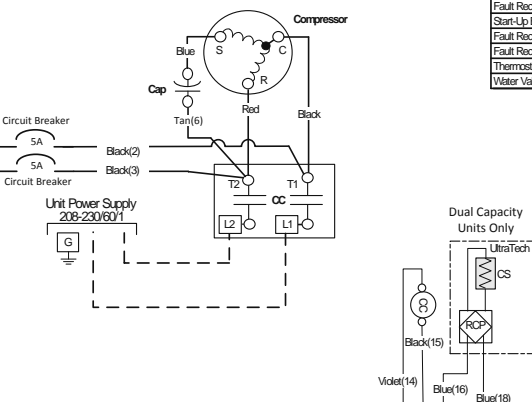 Compressor
Fault Rec
Start-Up
Fault Rec
Fault Rec
Thermost
Water Va
Blue
S
C
R
Cap
Red
Black
Tan(6)
Circuit Breaker
5A
Black(2)
5A
Black(3)
Circuit Breaker
T2
T1
CC
Unit Power Supply
208-230/60/1
L2
L1
G
Dual Capacity
Units Only
UltraTech
CS
CC
RCP
Black(15)
Violet(14)
Blue(16)
Blue(18)